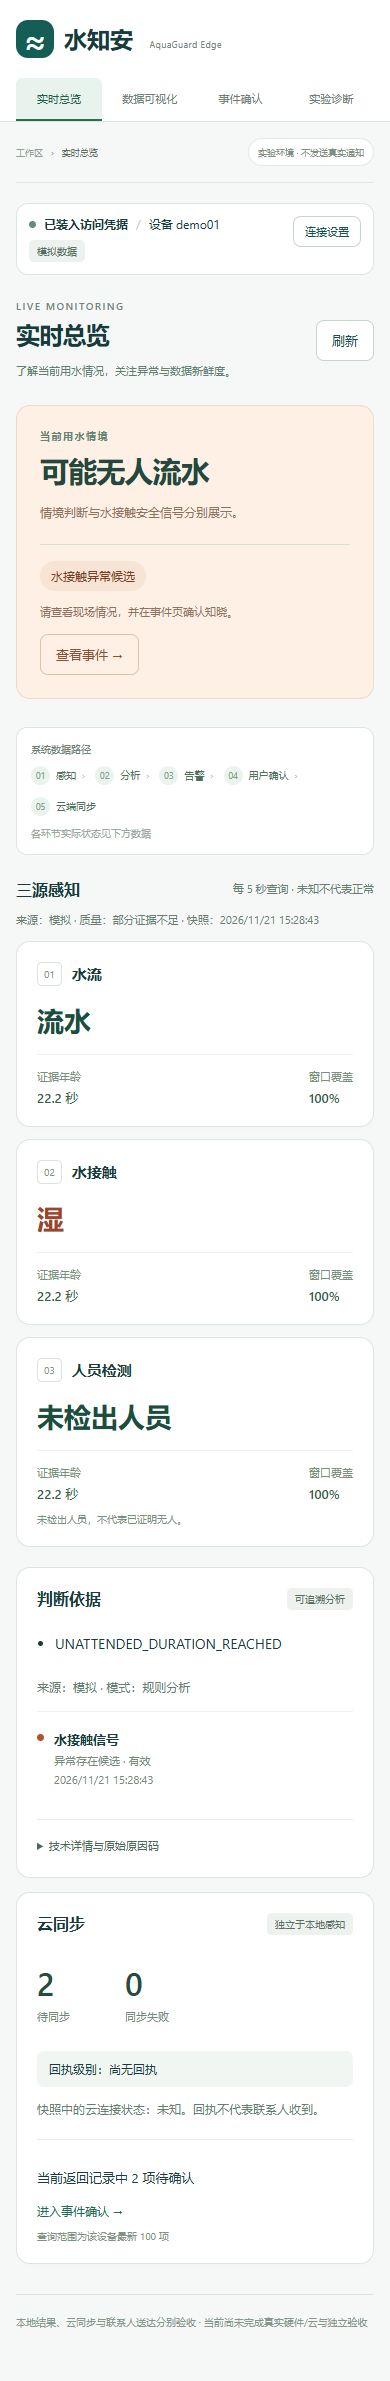 水知安 AquaGuard Edge
实时总览 数据可视化 事件确认 实验诊断
工作区 › 实时总览 实验环境 · 不发送真实通知
已装入访问凭据 / 设备 demo01 连接设置
模拟数据
LIVE MONITORING
实时总览 刷新
了解当前用水情况，关注异常与数据新鲜度。
当前用水情境
可能无人流水
情境判断与水接触安全信号分别展示。
水接触异常候选
请查看现场情况，并在事件页确认知晓。
查看事件 →
系统数据路径
01 感知 › 02 分析 › 03 告警 › 04 用户确认 ›
05 云端同步
各环节实际状态见下方数据
三源感知 每 5 秒查询 · 未知不代表正常
来源：模拟 · 质量：部分证据不足 · 快照：2026/11/21 15:28:43
01 水流
流水
证据年龄 窗口覆盖
22.2 秒 100%
02 水接触
湿
证据年龄 窗口覆盖
22.2 秒 100%
03 人员检测
未检出人员
证据年龄 窗口覆盖
22.2 秒 100%
未检出人员，不代表已证明无人。
判断依据 可追溯分析
• UNATTENDED_DURATION_REACHED
来源：模拟 · 模式：规则分析
水接触信号
异常存在候选 · 有效
2026/11/21 15:28:43
▶ 技术详情与原始原因码
云同步 独立于本地感知
2 0
待同步 同步失败
回执级别：尚无回执
快照中的云连接状态：未知。回执不代表联系人收到。
当前返回记录中 2 项待确认
进入事件确认 →
查询范围为该设备最新 100 项
本地结果、云同步与联系人送达分别验收 · 当前尚未完成真实硬件/云与独立验收